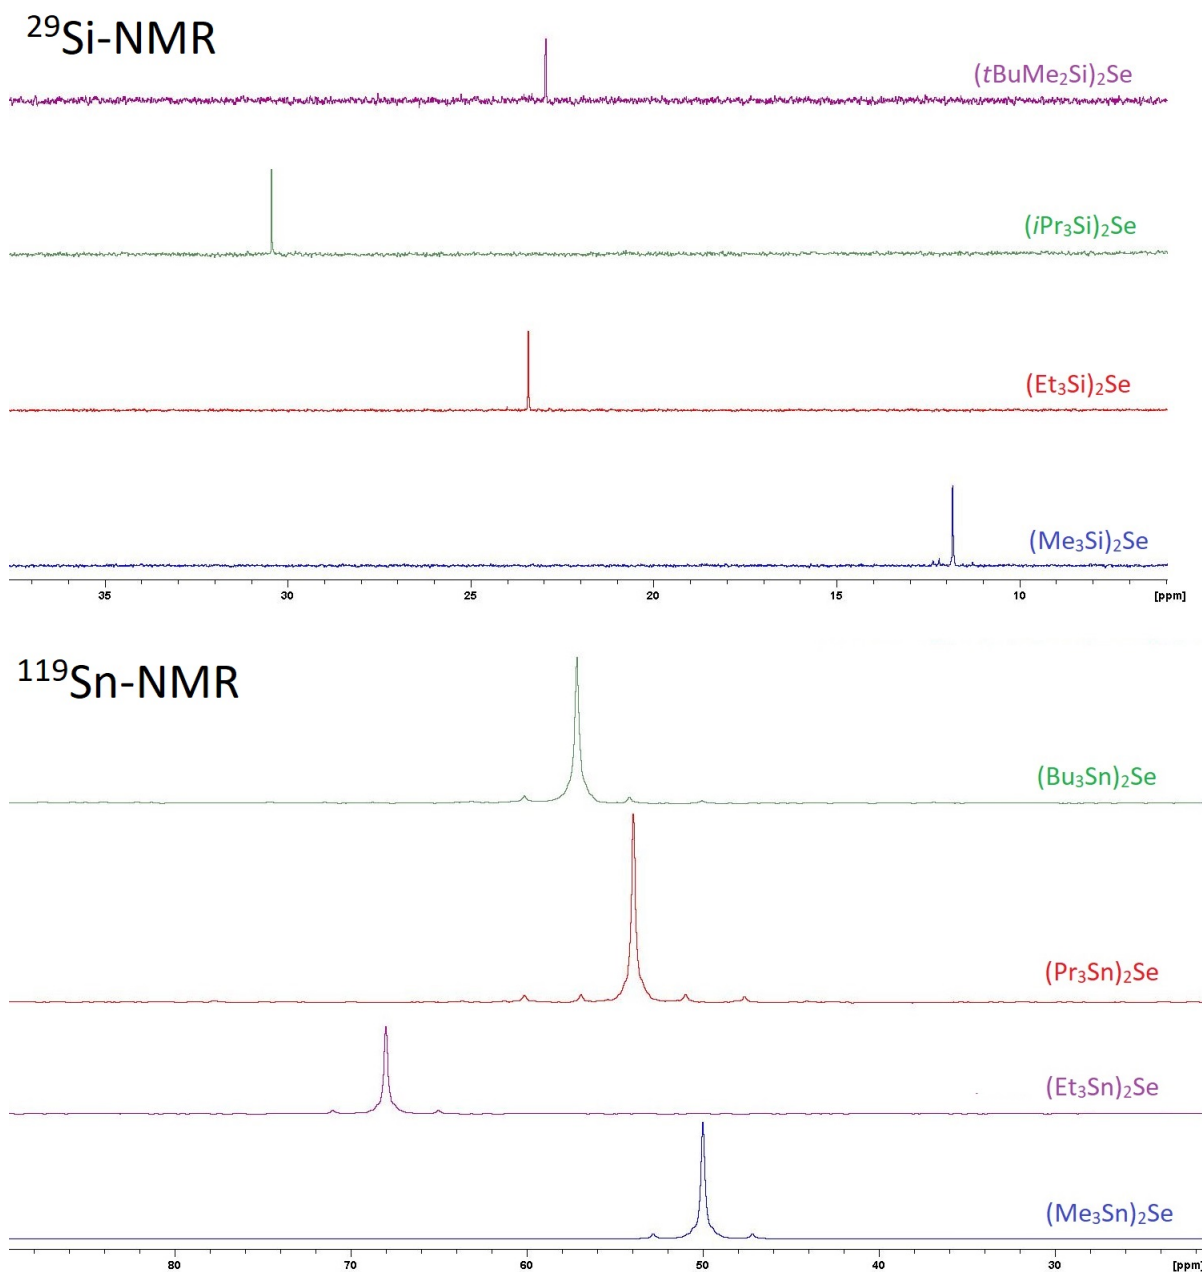 ²⁹Si-NMR
(tBuMe₂Si)₂Se
(iPr₃Si)₂Se
(Et₃Si)₂Se
(Me₃Si)₂Se
35 30 25 20 15 10 [ppm]
¹¹⁹Sn-NMR
(Bu₃Sn)₂Se
(Pr₃Sn)₂Se
(Et₃Sn)₂Se
(Me₃Sn)₂Se
80 70 60 50 40 30 [ppm]